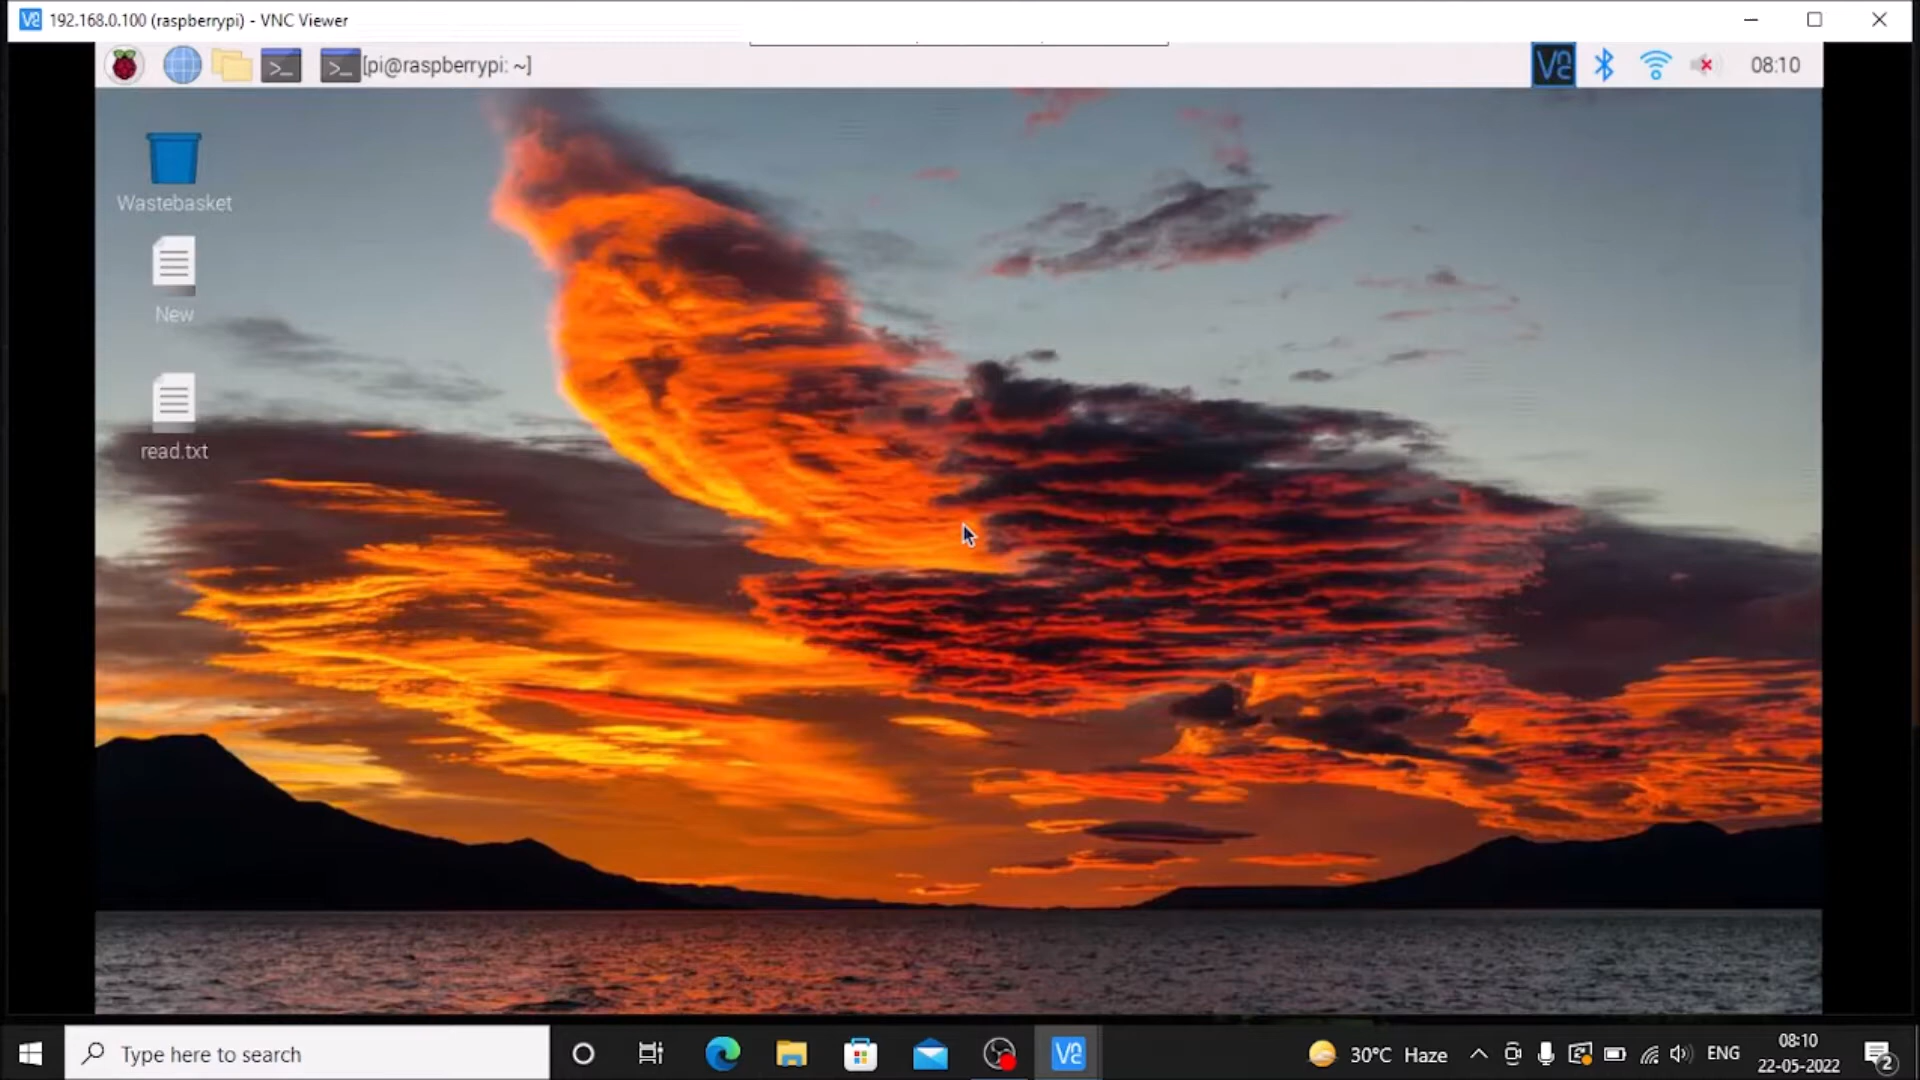 192.168.0.100 (raspberrypi) - VNC Viewer
[pi@raspberrypi: ~]
08:10
Wastebasket
New
read.txt
Type here to search
30°C Haze
ENG
08:10
22-05-2022
2